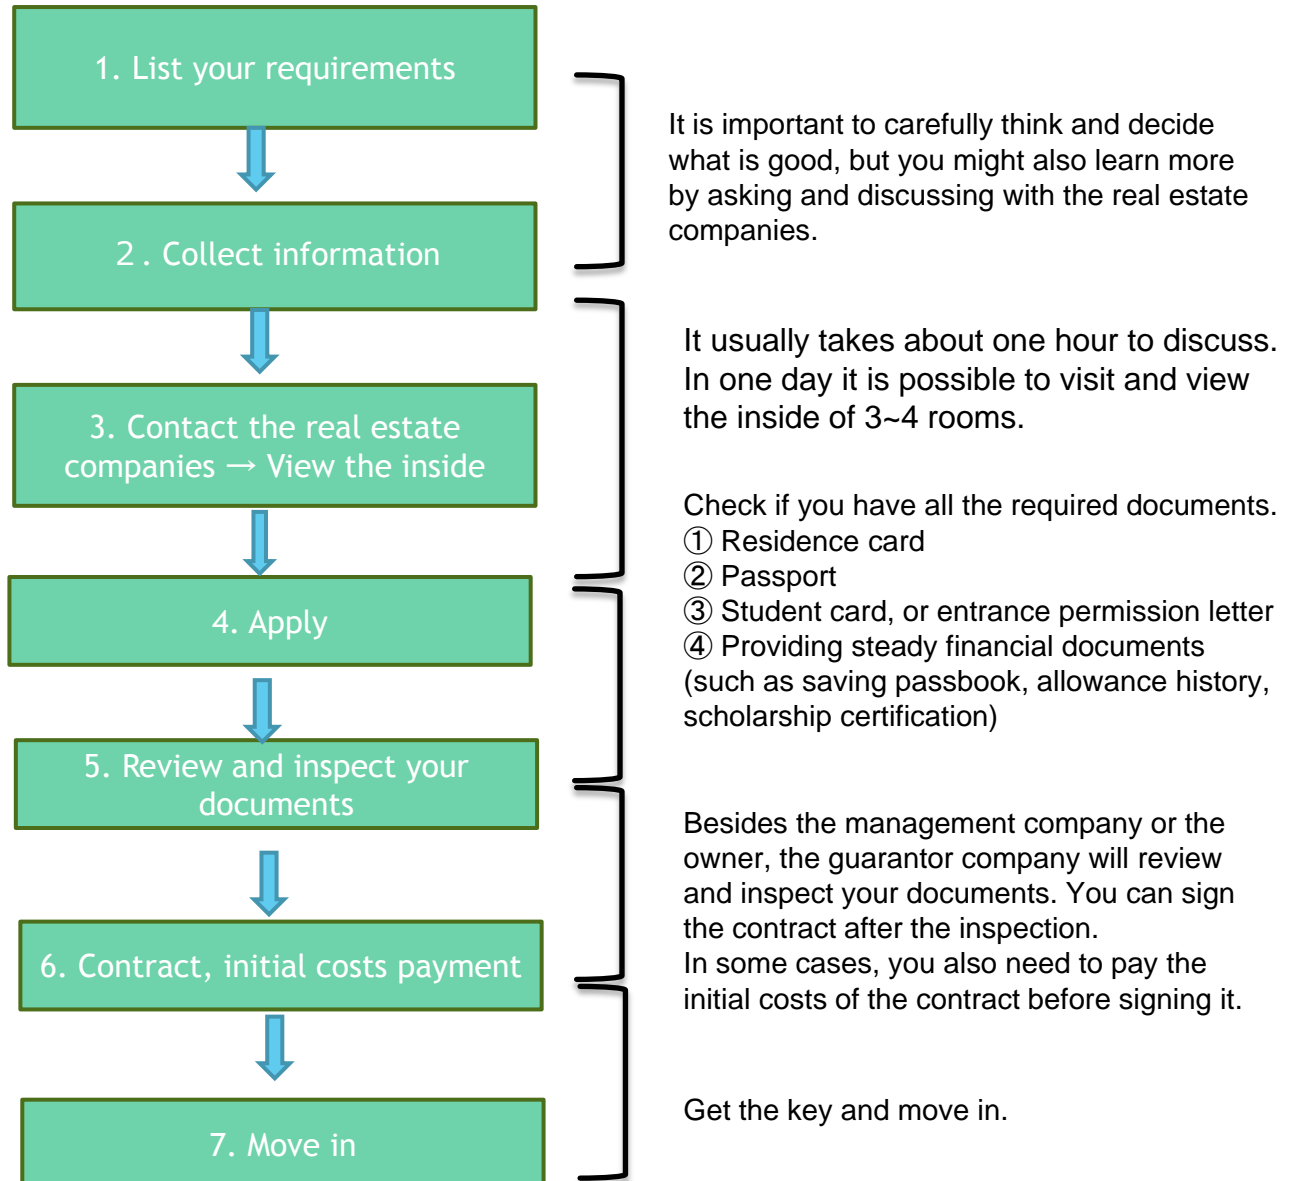 1. List your requirements
It is important to carefully think and decide
what is good, but you might also learn more
by asking and discussing with the real estate
companies.
２. Collect information
It usually takes about one hour to discuss.
In one day it is possible to visit and view
the inside of 3~4 rooms.
3. Contact the real estate
companies → View the inside
Check if you have all the required documents.
① Residence card
② Passport
③ Student card, or entrance permission letter
④ Providing steady financial documents
(such as saving passbook, allowance history,
scholarship certification)
4. Apply
5. Review and inspect your
documents
Besides the management company or the
owner, the guarantor company will review
and inspect your documents. You can sign
the contract after the inspection.
In some cases, you also need to pay the
initial costs of the contract before signing it.
6. Contract, initial costs payment
Get the key and move in.
7. Move in